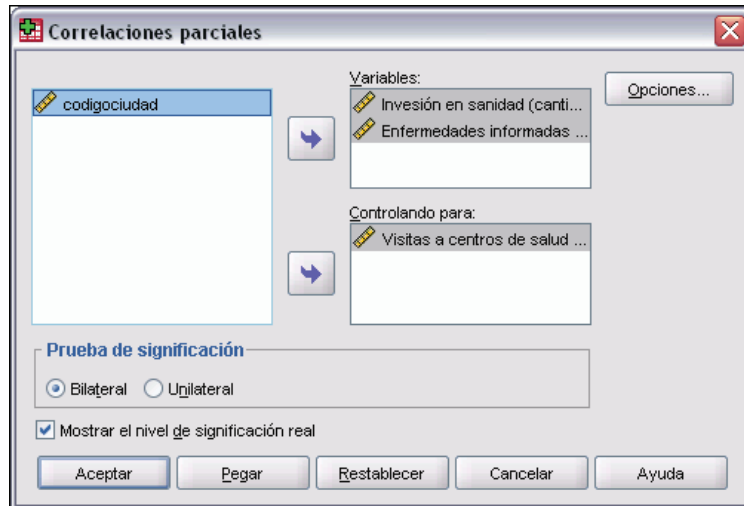 Correlaciones parciales
codigociudad
Variables:
Invesión en sanidad (canti...
Enfermedades informadas ...
Opciones...
Controlando para:
Visitas a centros de salud ...
Prueba de significación
Bilateral
Unilateral
Mostrar el nivel de significación real
Aceptar
Pegar
Restablecer
Cancelar
Ayuda